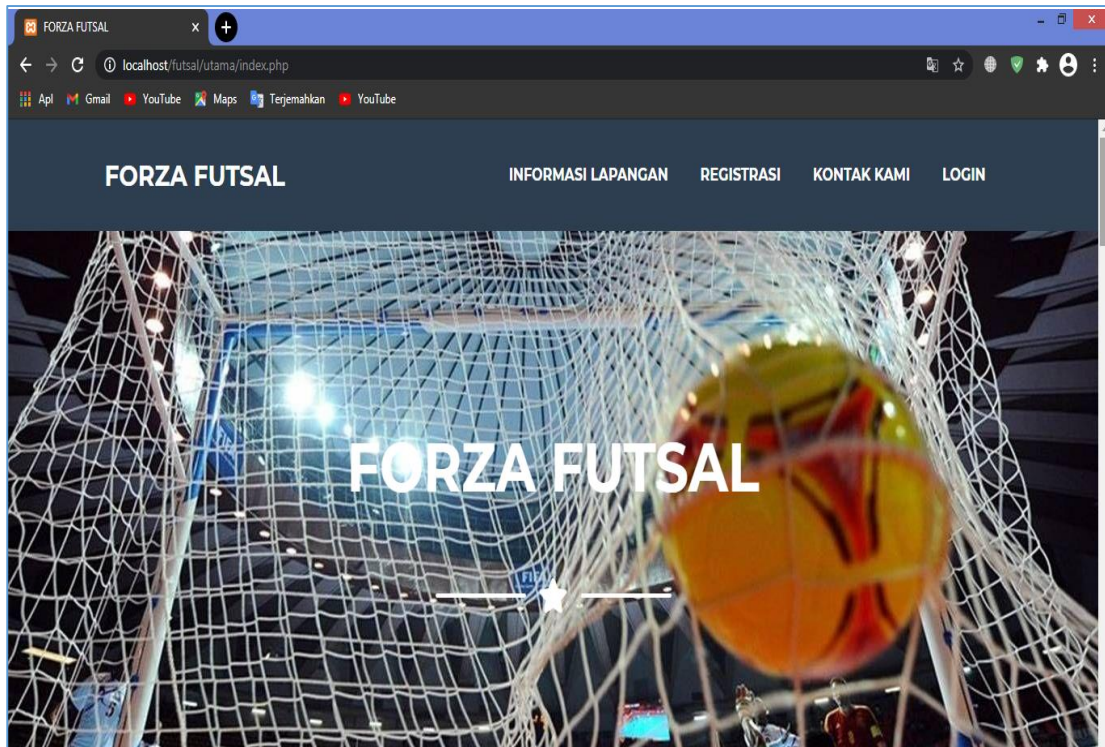 FORZA FUTSAL
localhost/futsal/utama/index.php
Apl Gmail YouTube Maps Terjemahkan YouTube
FORZA FUTSAL INFORMASI LAPANGAN REGISTRASI KONTAK KAMI LOGIN
FORZA FUTSAL
FIFA